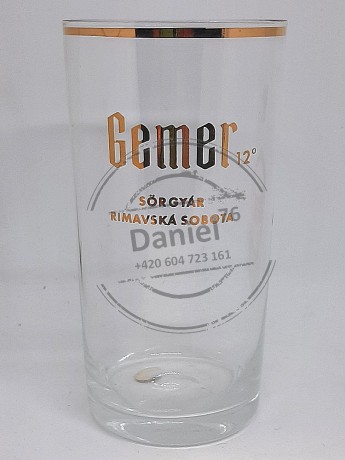 Gemer 12°
SÖRGYÁR
RIMAVSKÁ SOBOTA
Daniel 76
+420 604 723 161